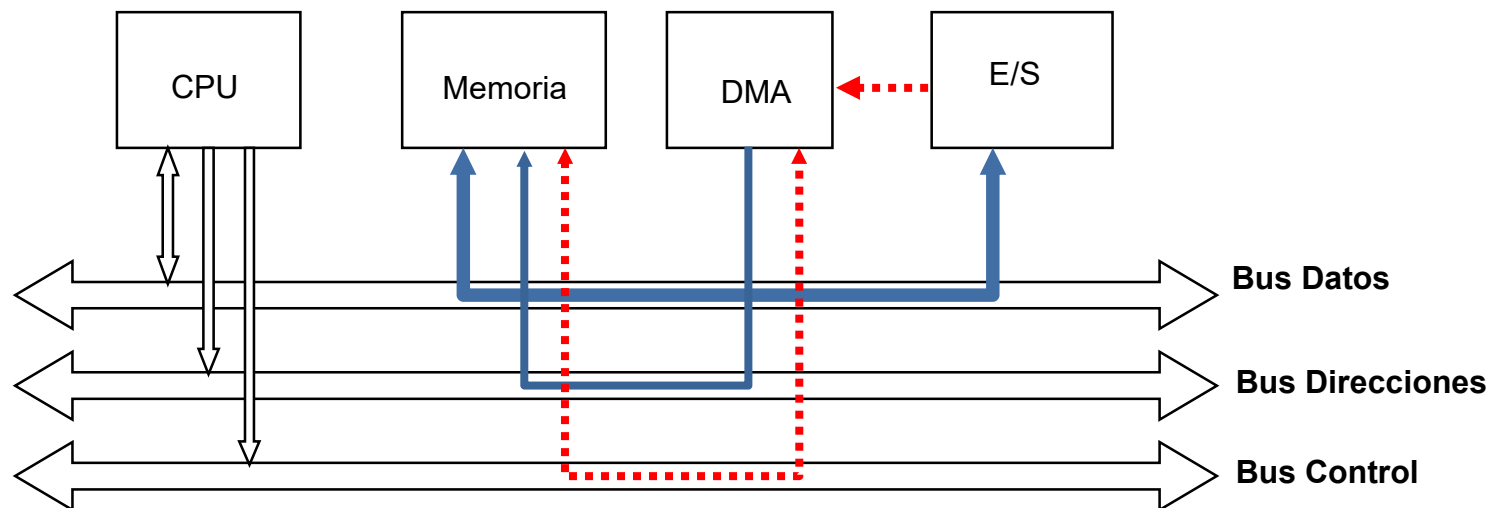 CPU
Memoria
DMA
E/S
Bus Datos
Bus Direcciones
Bus Control